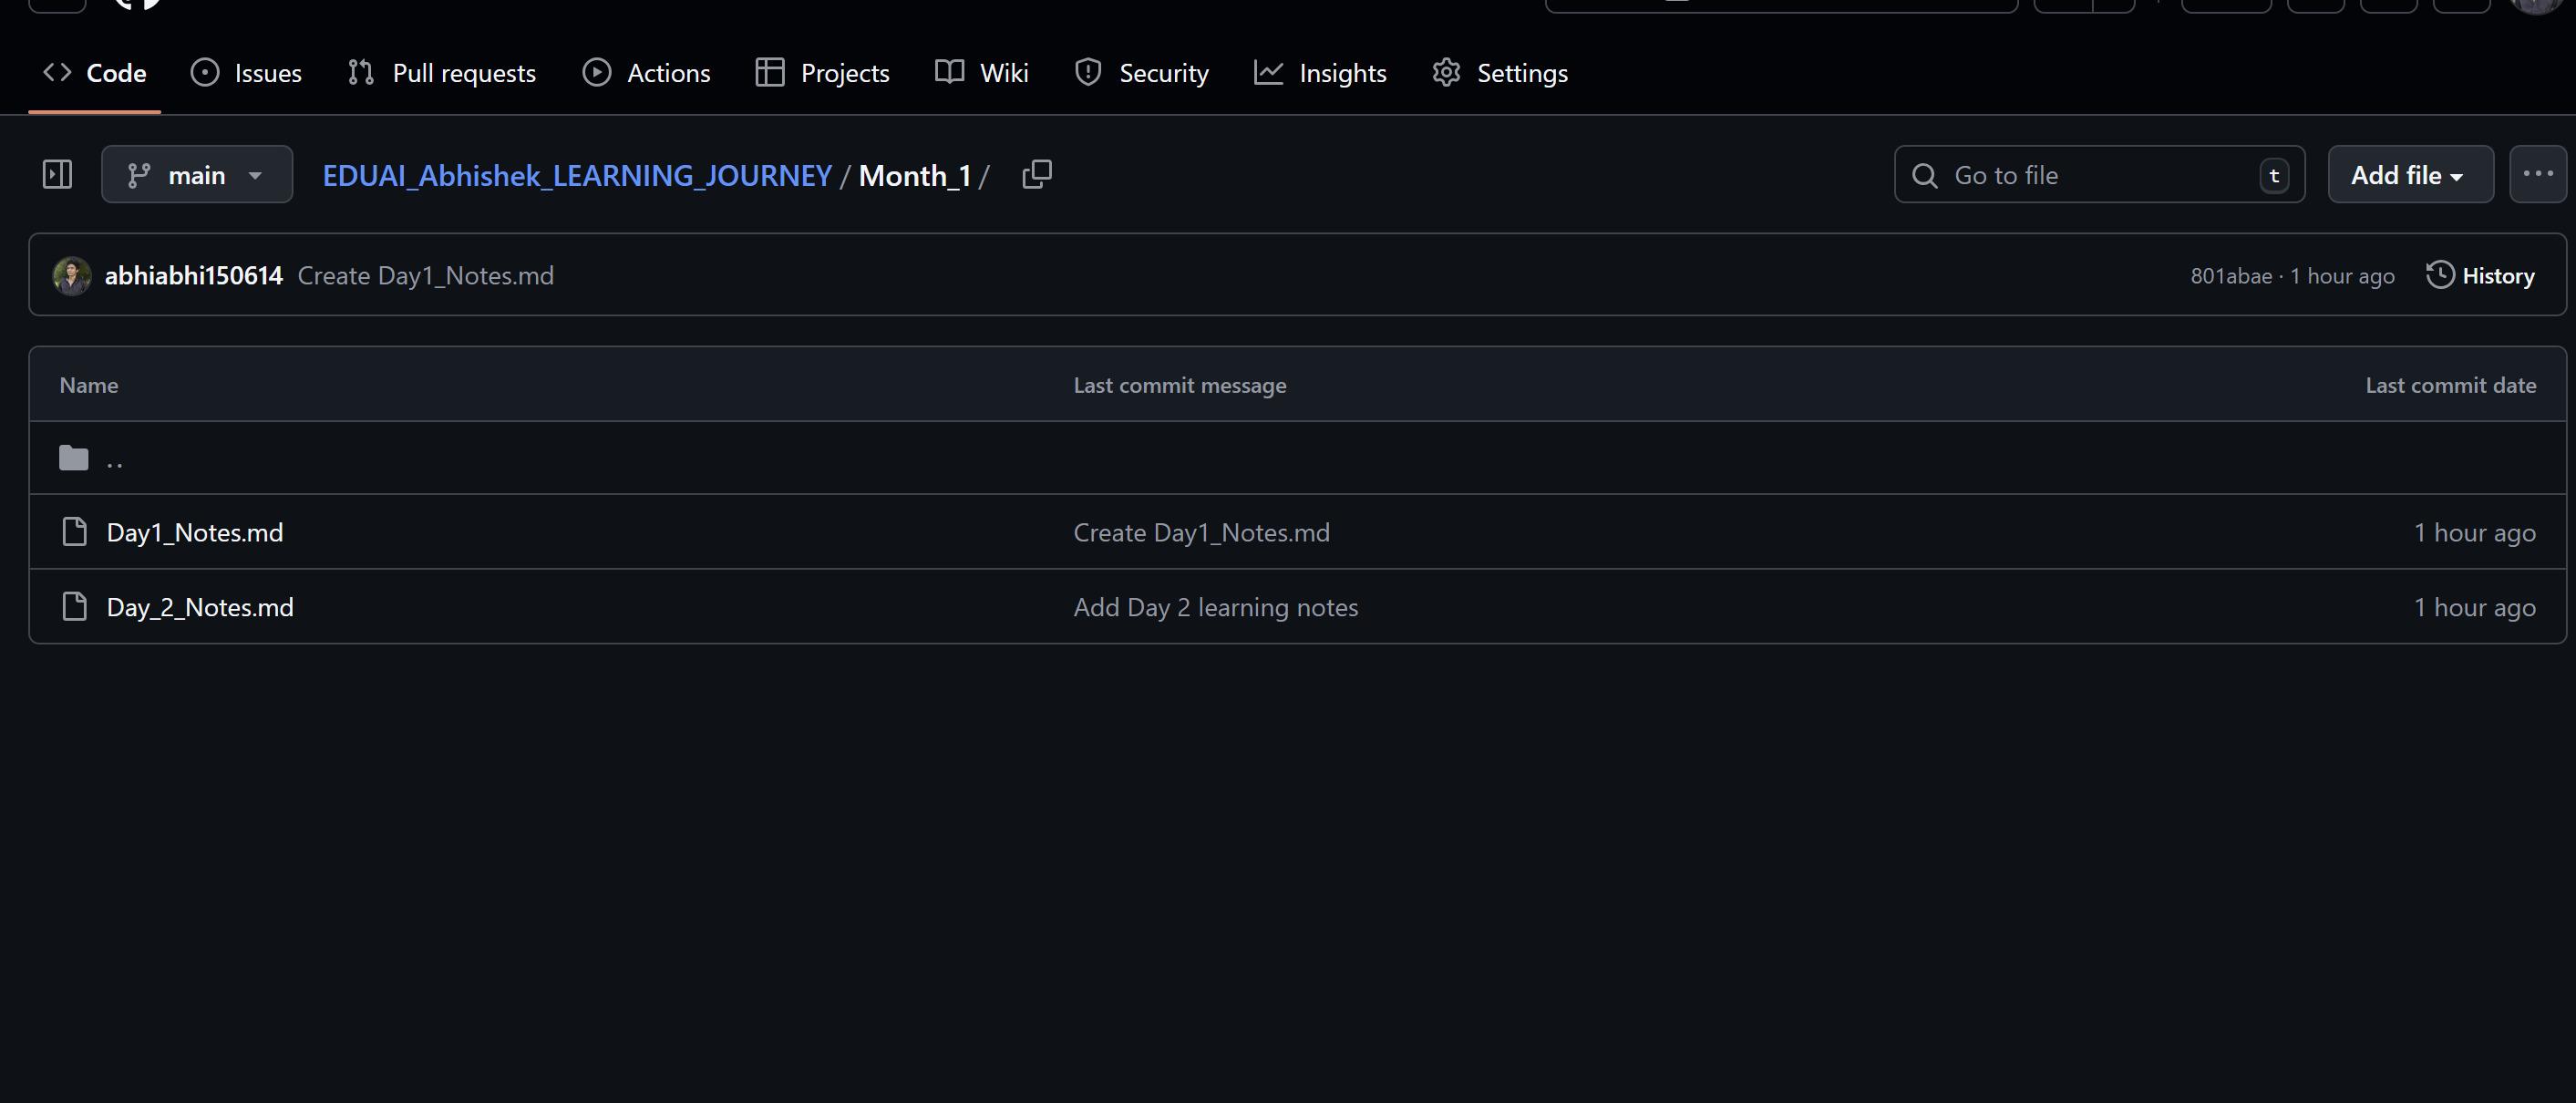 Code Issues Pull requests Actions Projects Wiki Security Insights Settings
main EDUAI_Abhishek_LEARNING_JOURNEY / Month_1 / Go to file t Add file
abhiabhi150614 Create Day1_Notes.md 801abae · 1 hour ago History
Name Last commit message Last commit date
..
Day1_Notes.md Create Day1_Notes.md 1 hour ago
Day_2_Notes.md Add Day 2 learning notes 1 hour ago